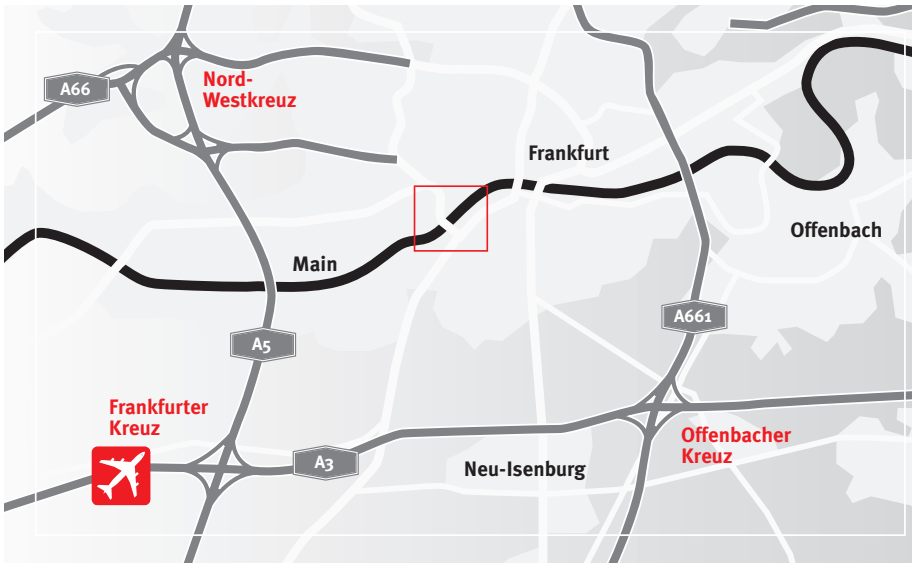 A66
Nord-
Westkreuz
Frankfurt
Offenbach
Main
A661
A5
Frankfurter
Kreuz
Offenbacher
Kreuz
A3
Neu-Isenburg